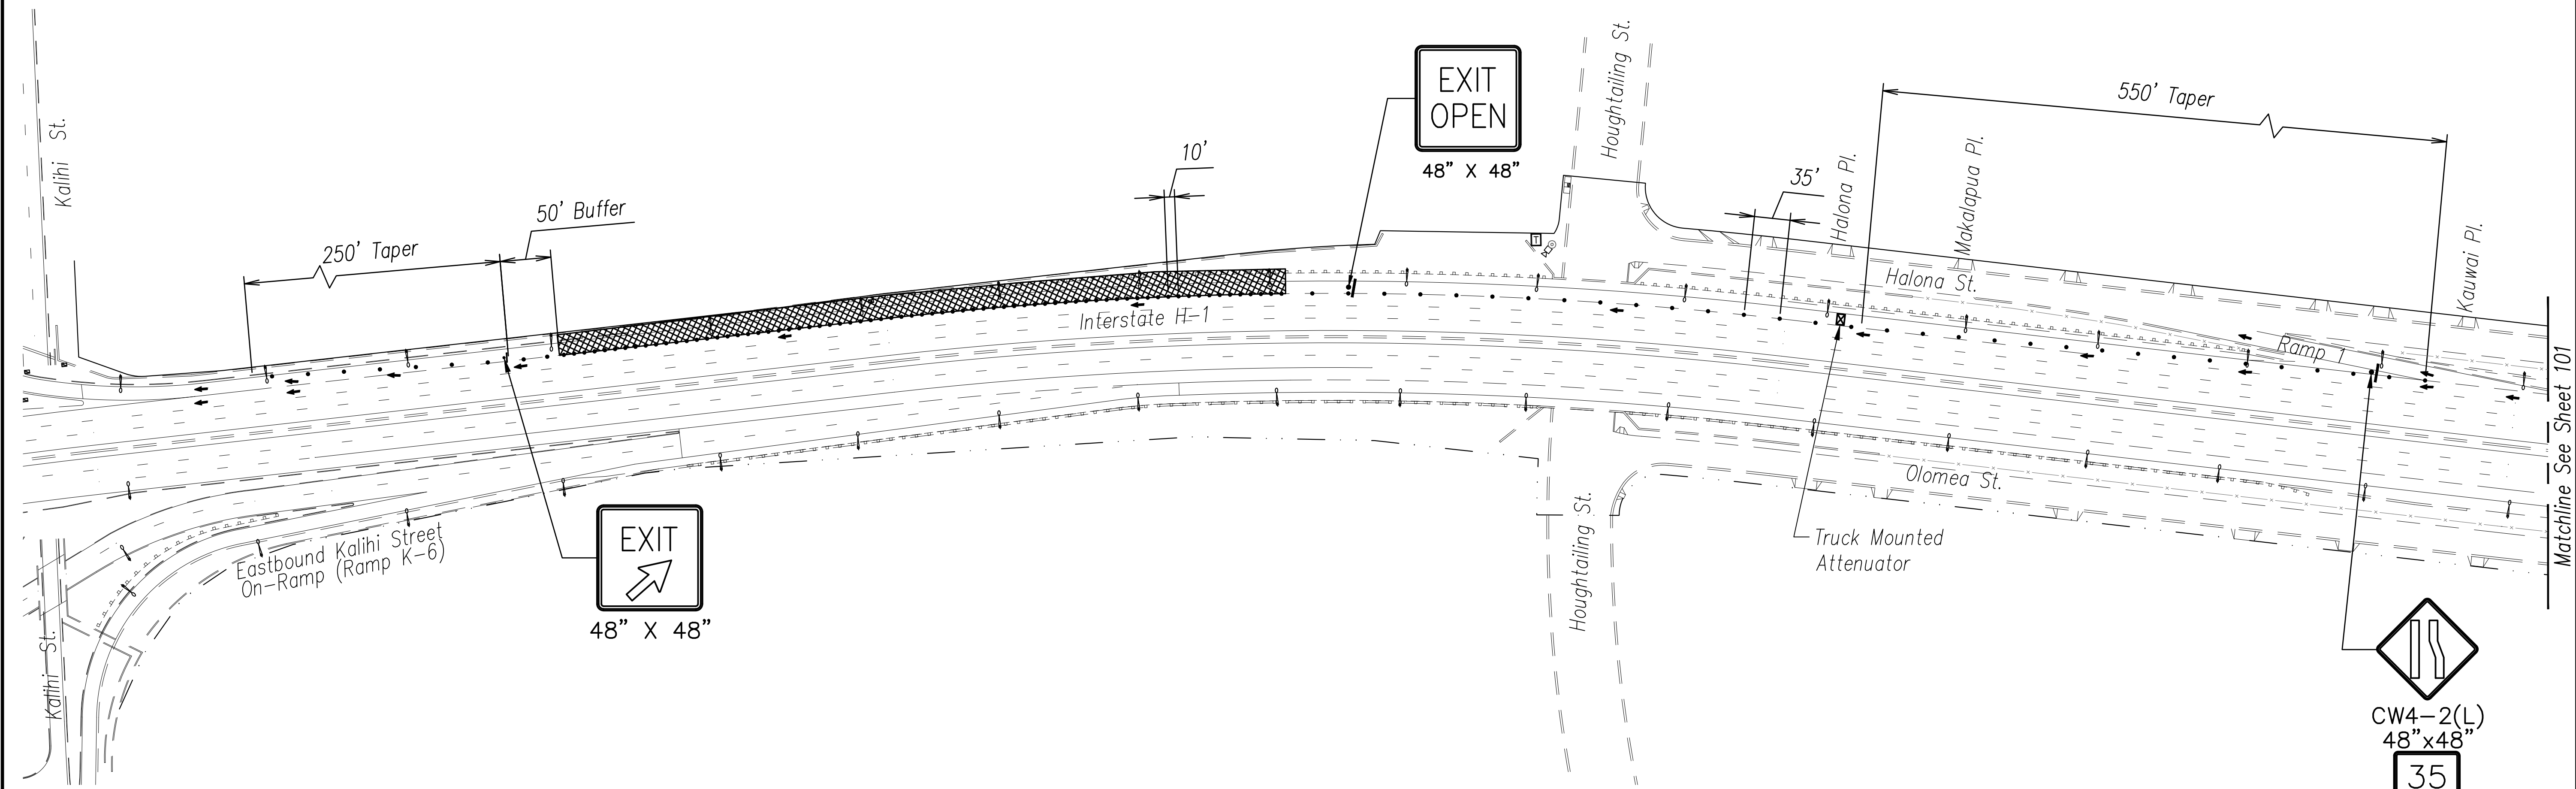 Kalihi St.
250' Taper
50' Buffer
10'
EXIT
OPEN
48" X 48"
Houghtailing St.
35'
Halona Pl.
550' Taper
Makalapua Pl.
Kauwai Pl.
Halona St.
Interstate H-1
Ramp 1
T
Matchline See Sheet 101
Olomea St.
Eastbound Kalihi Street
On-Ramp (Ramp K-6)
EXIT
48" X 48"
Houghtailing St.
Truck Mounted
Attenuator
Kalihi St.
CW4-2(L)
48"x48"
35